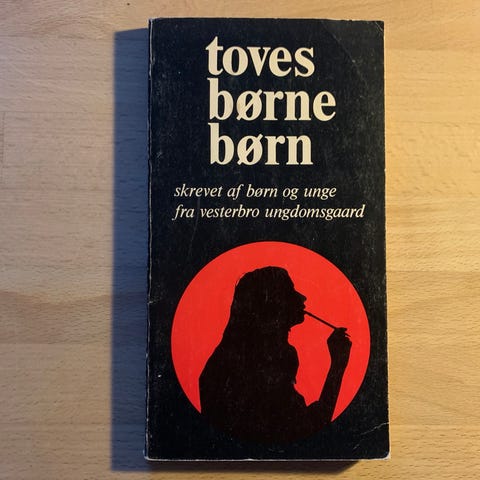 toves
børne
børn
skrevet af børn og unge
fra vesterbro ungdomsgaard